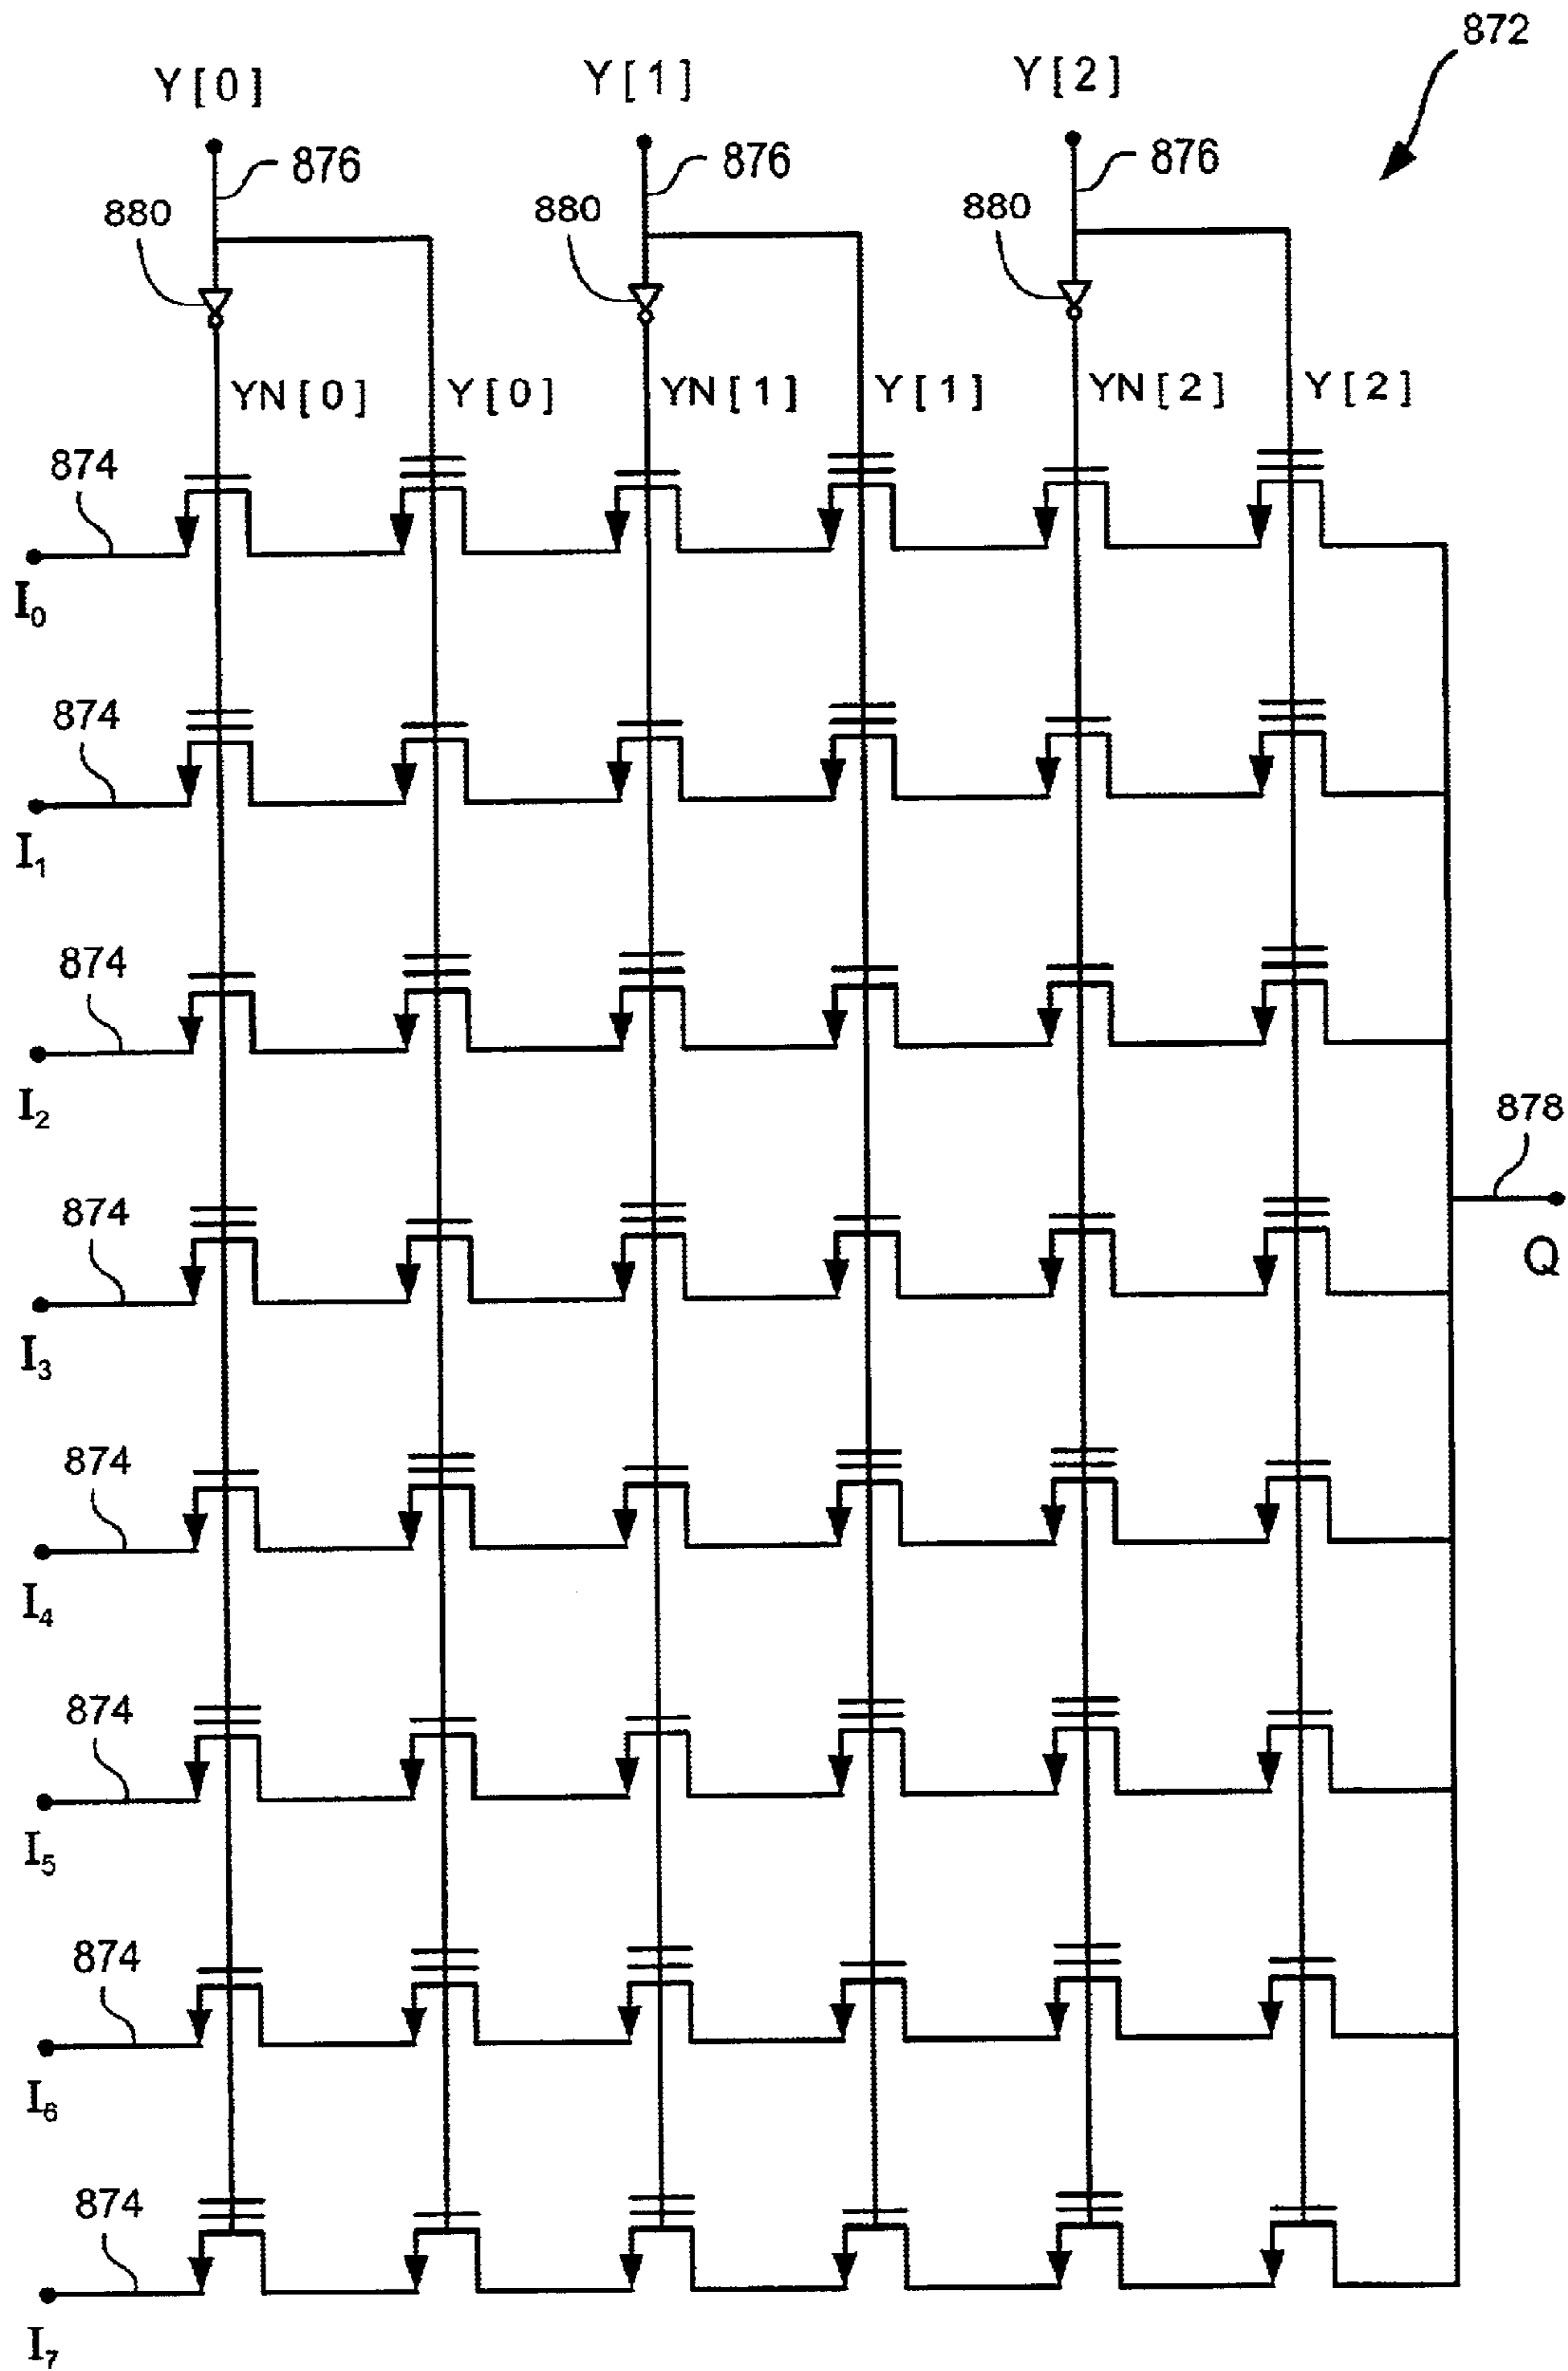 872
Y[0] Y[1] Y[2]
876 876 876
880 880 880
YN[0] Y[0] YN[1] Y[1] YN[2] Y[2]
874
I₀
874
I₁
874
I₂
878
874
Q
I₃
874
I₄
874
I₅
874
I₆
874
I₇